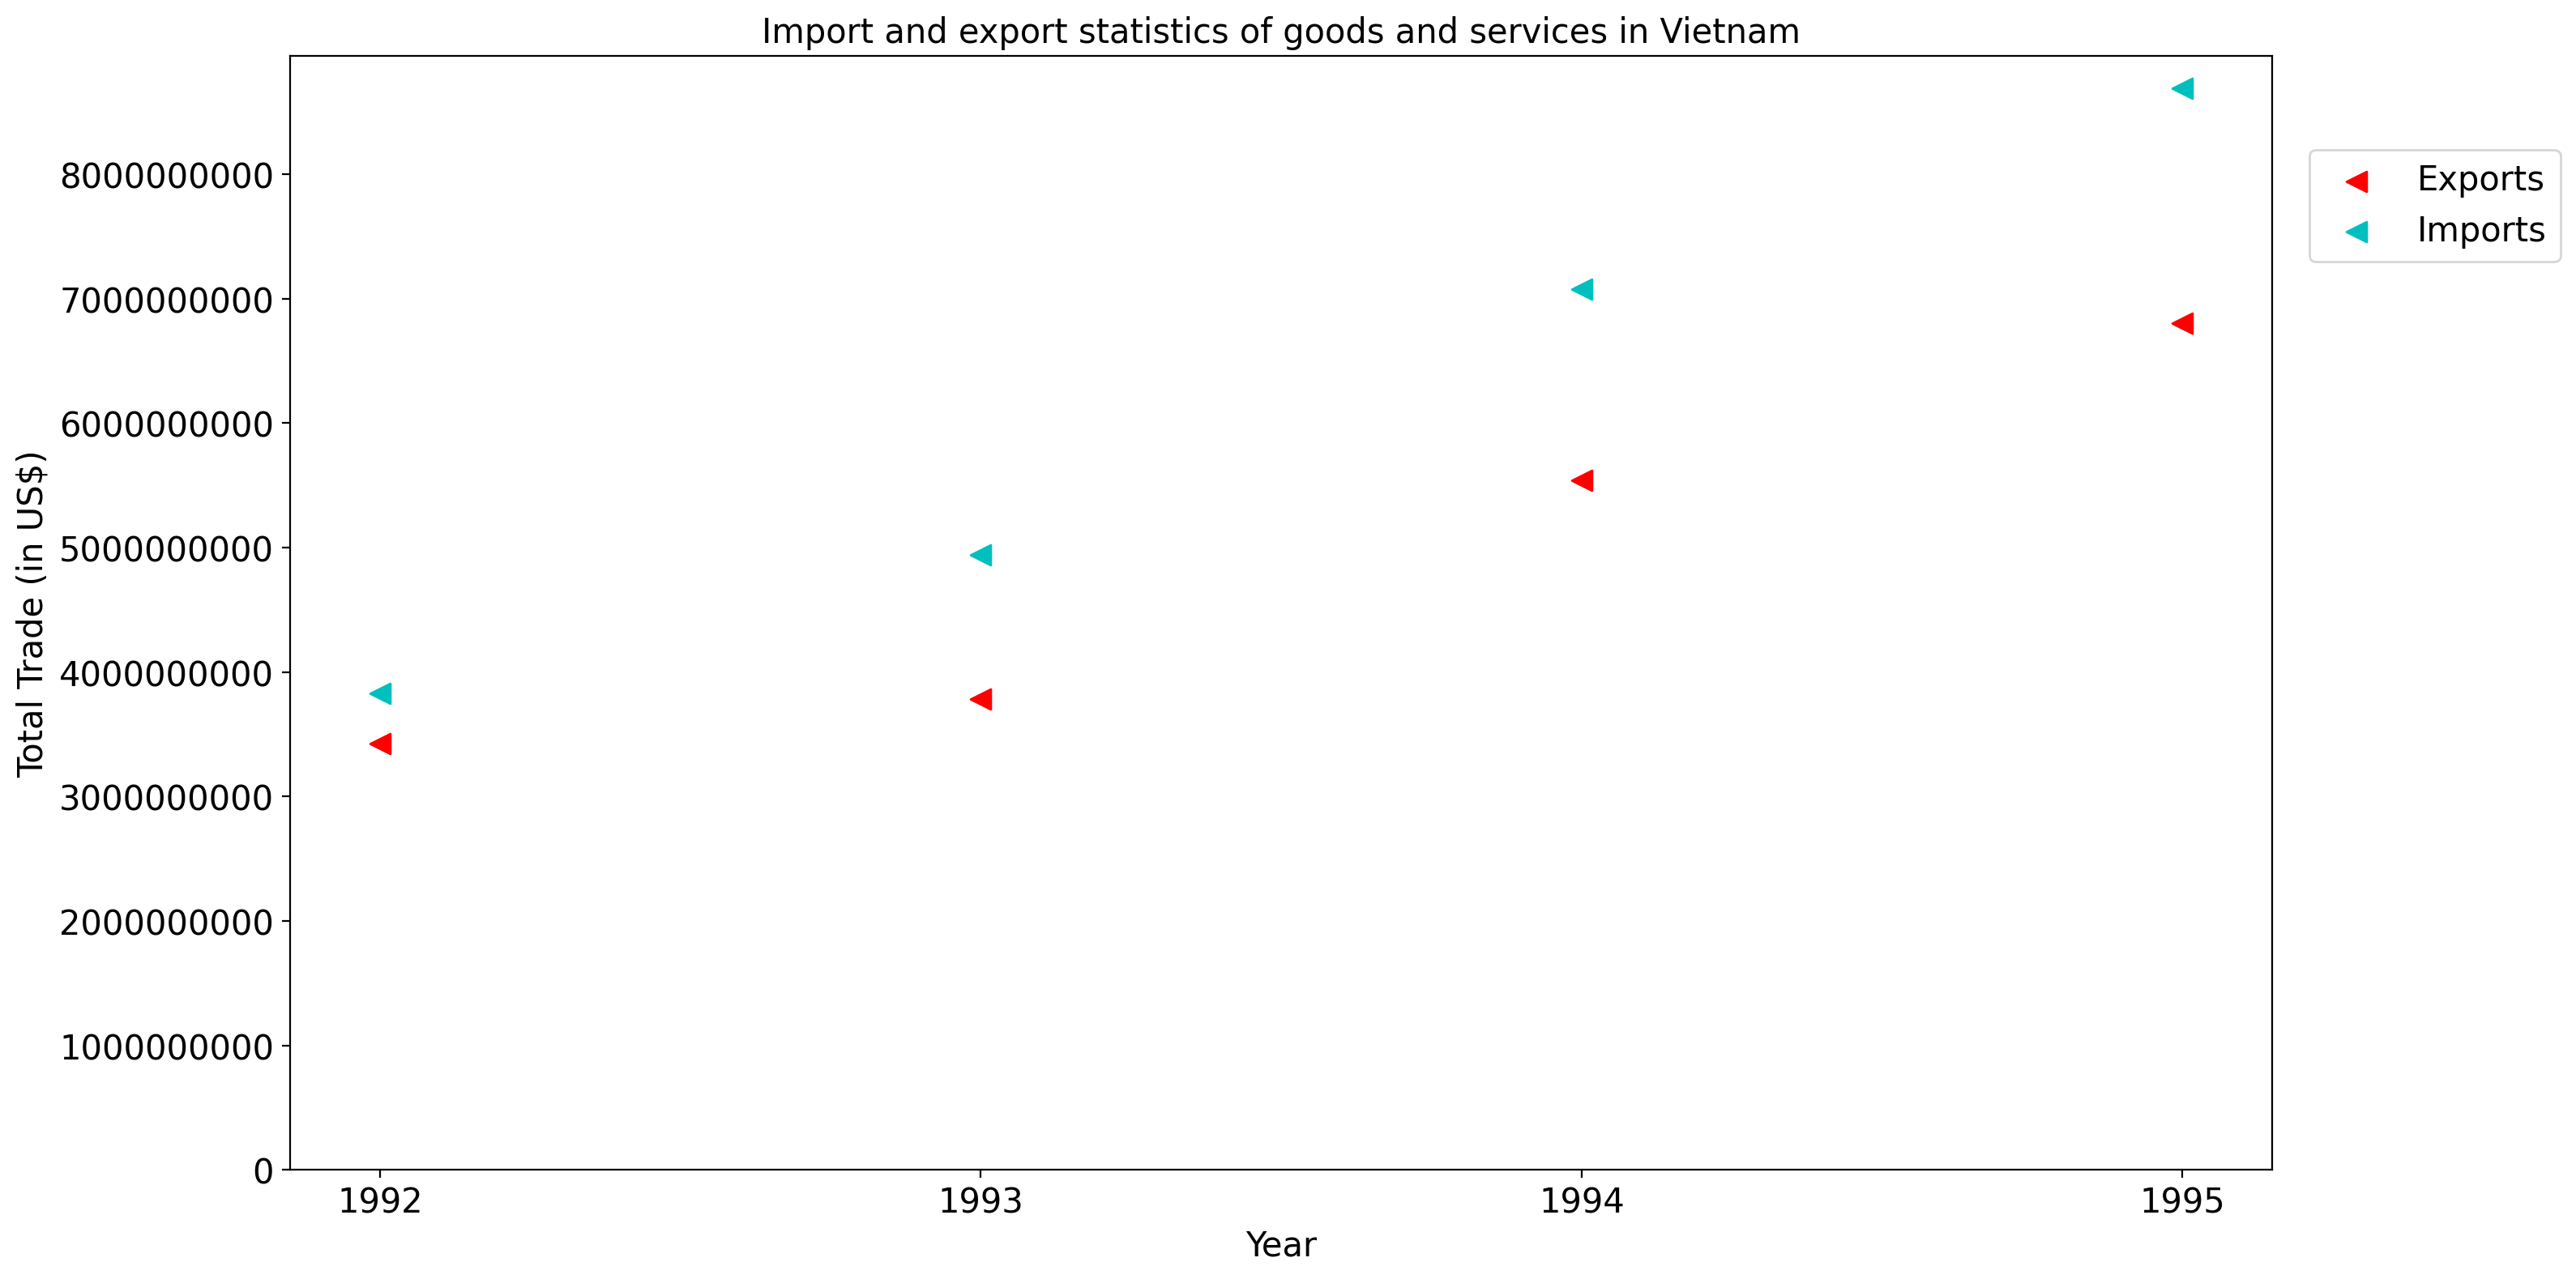 Import and export statistics of goods and services in Vietnam
Total Trade (in US$)
8000000000
7000000000
6000000000
5000000000
4000000000
3000000000
2000000000
1000000000
0
1992 1993 1994 1995
Year
Exports
Imports